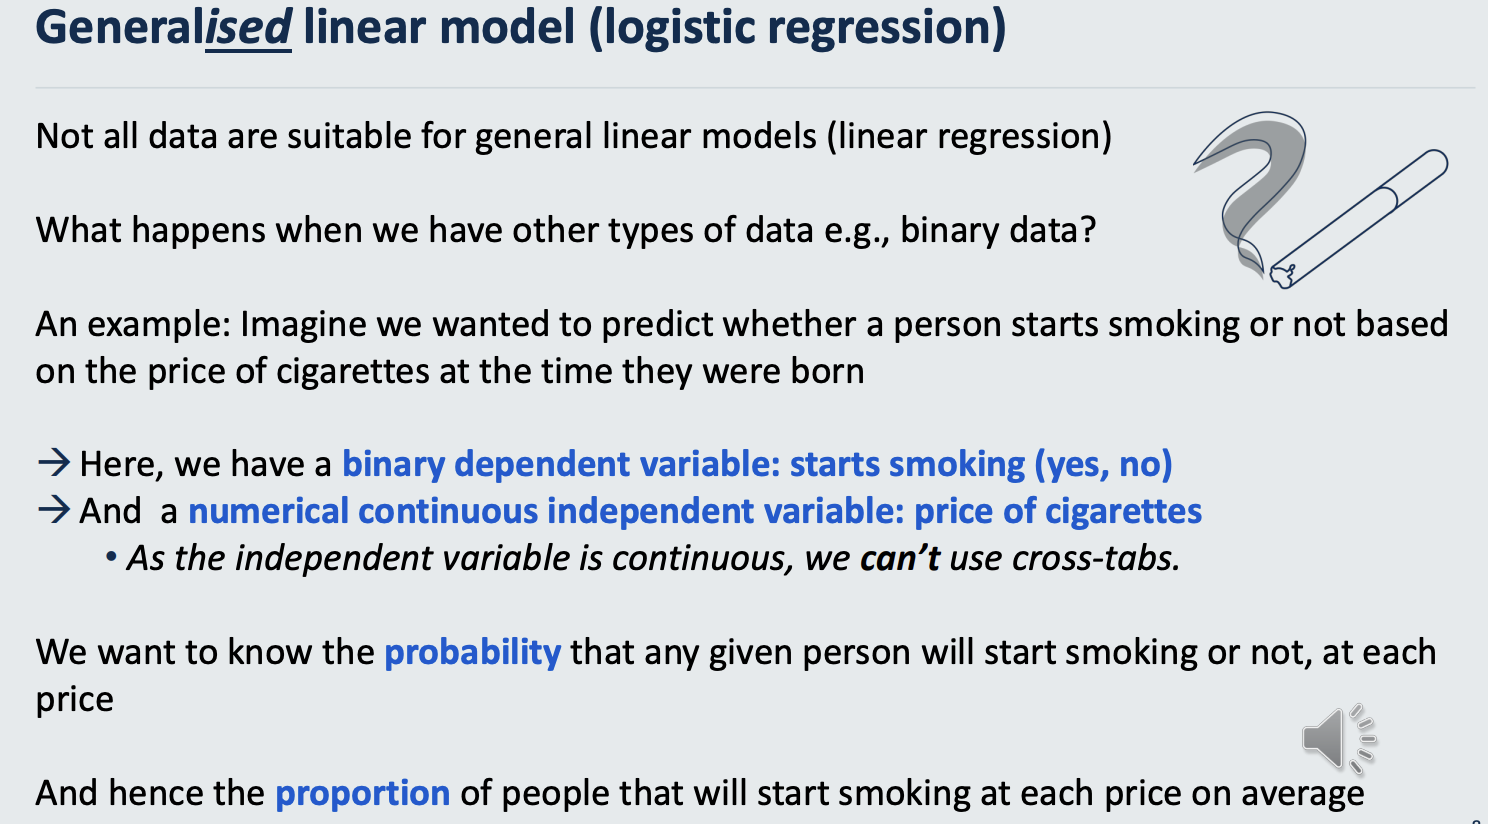 Generalised linear model (logistic regression)
Not all data are suitable for general linear models (linear regression)
What happens when we have other types of data e.g., binary data?
An example: Imagine we wanted to predict whether a person starts smoking or not based
on the price of cigarettes at the time they were born
→ Here, we have a binary dependent variable: starts smoking (yes, no)
→ And a numerical continuous independent variable: price of cigarettes
• As the independent variable is continuous, we can't use cross-tabs.
We want to know the probability that any given person will start smoking or not, at each
price
And hence the proportion of people that will start smoking at each price on average